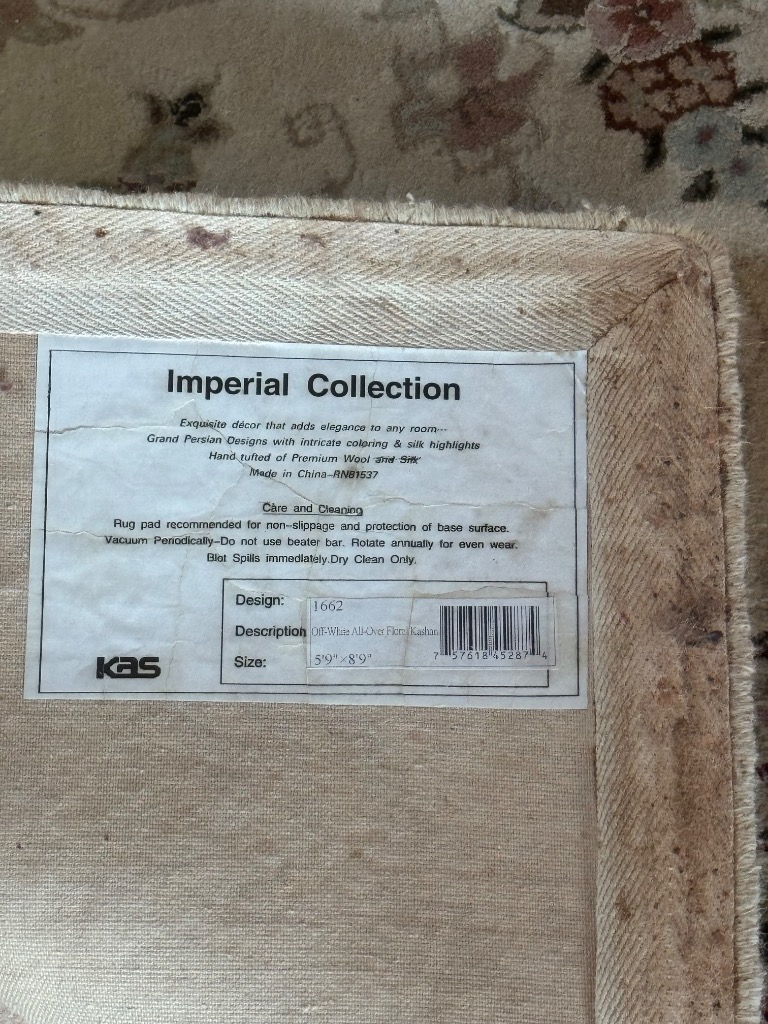 Imperial Collection
Exquisite décor that adds elegance to any room---
Grand Persian Designs with intricate coloring & silk highlights
Hand tufted of Premium Wool and Silk
Made in China-RN81537
Care and Cleaning
Rug pad recommended for non-slippage and protection of base surface.
Vacuum Periodically-Do not use beater bar. Rotate annually for even wear.
Blot Spills immediately.Dry Clean Only.
Design: 1662
Description Off-White All-Over Floral Kashan
Size: 5'9" x 8'9"
7 57618 45287 4
kas